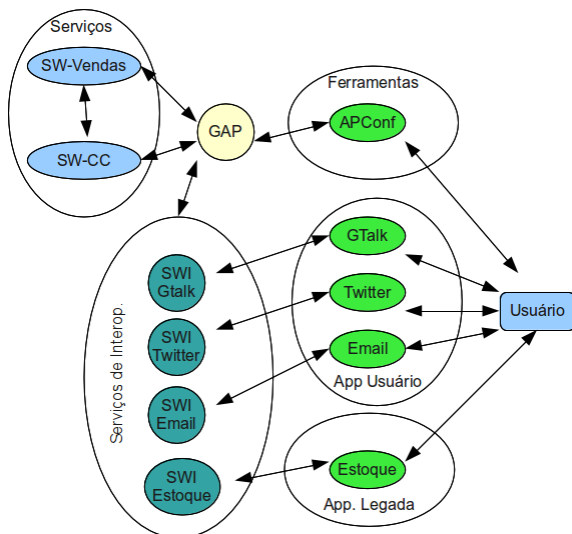 Serviços
SW-Vendas
SW-CC
GAP
Ferramentas
APConf
Serviços de Interop.
SWI
Gtalk
SWI
Twitter
SWI
Email
SWI
Estoque
GTalk
Twitter
Email
App Usuário
Usuário
Estoque
App. Legada